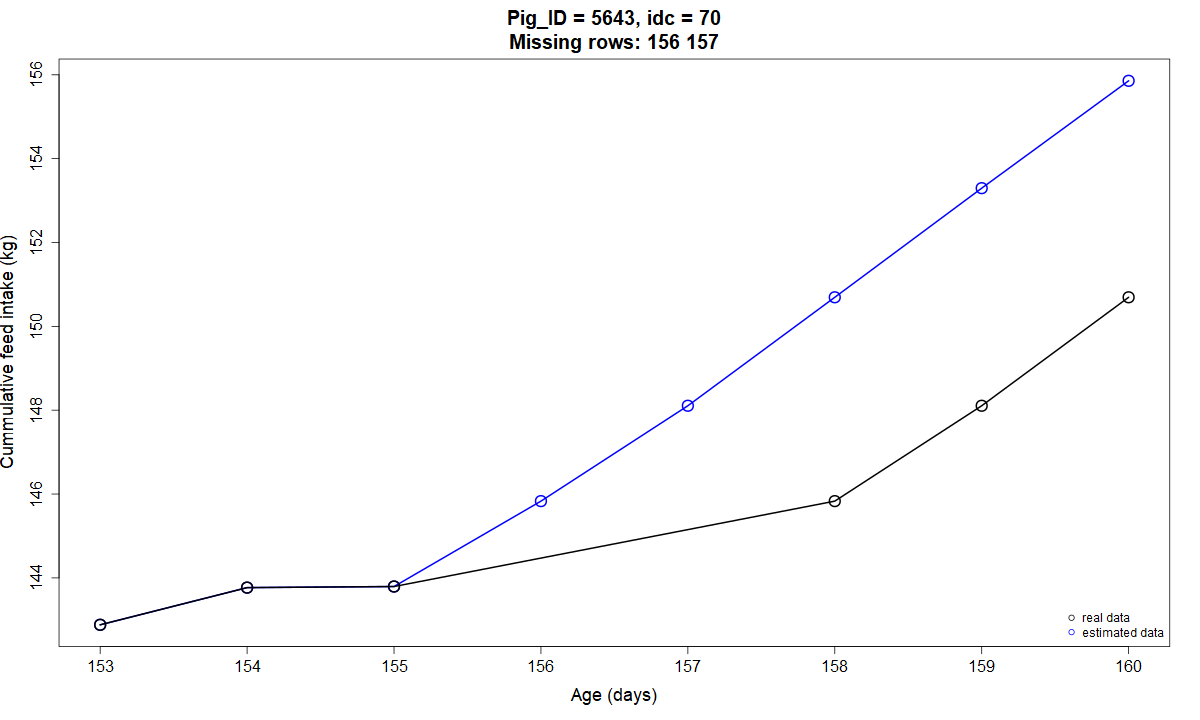 Pig_ID = 5643, idc = 70
Missing rows: 156 157
Cummulative feed intake (kg)
156
154
152
150
148
146
144
153 154 155 156 157 158 159 160
Age (days)
real data
estimated data